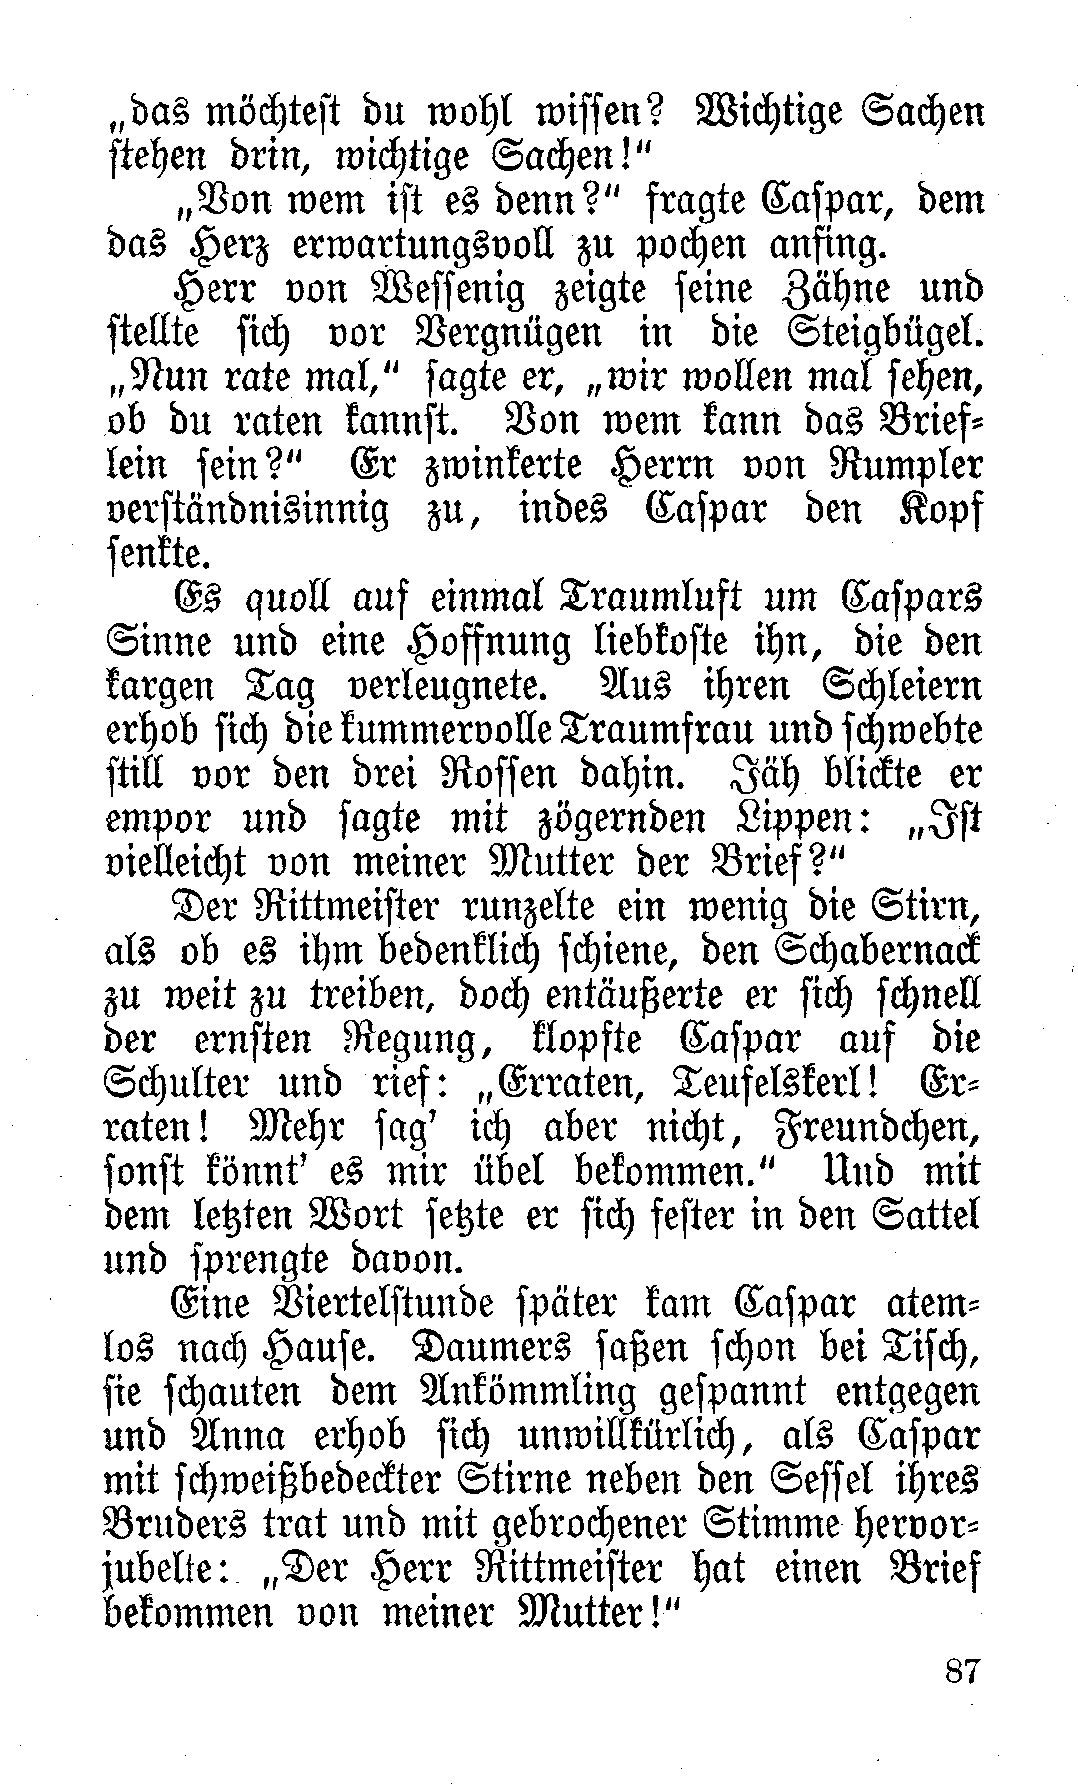 „das möchtest du wohl wissen? Wichtige Sachen
stehen drin, wichtige Sachen!“
„Von wem ist es denn?“ fragte Caspar, dem
das Herz erwartungsvoll zu pochen anfing.
Herr von Wessenig zeigte seine Zähne und
stellte sich vor Vergnügen in die Steigbügel.
„Nun rate mal,“ sagte er, „wir wollen mal sehen,
ob du raten kannst. Von wem kann das Brief-
lein sein?“ Er zwinkerte Herrn von Rumpler
verständnisinnig zu, indes Caspar den Kopf
senkte.
Es quoll auf einmal Traumluft um Caspars
Sinne und eine Hoffnung liebkoste ihn, die den
kargen Tag verleugnete. Aus ihren Schleiern
erhob sich die kummervolle Traumfrau und schwebte
still vor den drei Rossen dahin. Jäh blickte er
empor und sagte mit zögernden Lippen: „Ist
vielleicht von meiner Mutter der Brief?“
Der Rittmeister runzelte ein wenig die Stirn,
als ob es ihm bedenklich schiene, den Schabernack
zu weit zu treiben, doch entäußerte er sich schnell
der ernsten Regung, klopfte Caspar auf die
Schulter und rief: „Erraten, Teufelskerl! Er-
raten! Mehr sag’ ich aber nicht, Freundchen,
sonst könnt’ es mir übel bekommen.“ Und mit
dem letzten Wort setzte er sich fester in den Sattel
und sprengte davon.
Eine Viertelstunde später kam Caspar atem-
los nach Hause. Daumers saßen schon bei Tisch,
sie schauten dem Ankömmling gespannt entgegen
und Anna erhob sich unwillkürlich, als Caspar
mit schweißbedeckter Stirne neben den Sessel ihres
Bruders trat und mit gebrochener Stimme hervor-
jubelte: „Der Herr Rittmeister hat einen Brief
bekommen von meiner Mutter!“
87